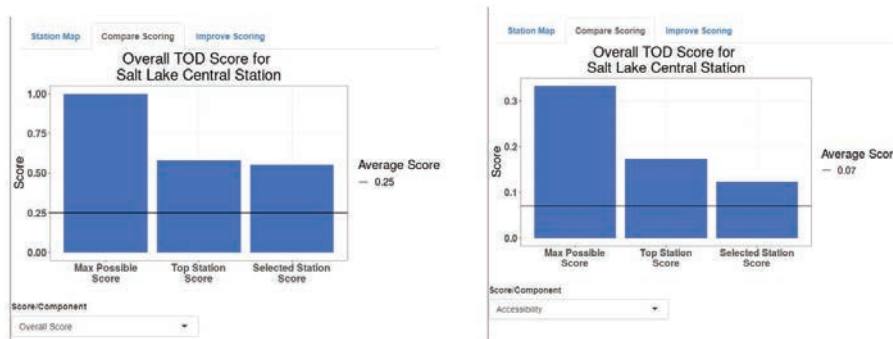 Station Map Compare Scoring Improve Scoring
Overall TOD Score for
Salt Lake Central Station
1.00
0.75
0.50
0.25
0.00
Score
Max Possible
Score
Top Station
Score
Selected Station
Score
Average Score
0.25
Score/Component
Overall Score
Station Map Compare Scoring Improve Scoring
Overall TOD Score for
Salt Lake Central Station
0.3
0.2
0.1
0.0
Score
Max Possible
Score
Top Station
Score
Selected Station
Score
Average Scor
0.07
Score/Component
Accessibility